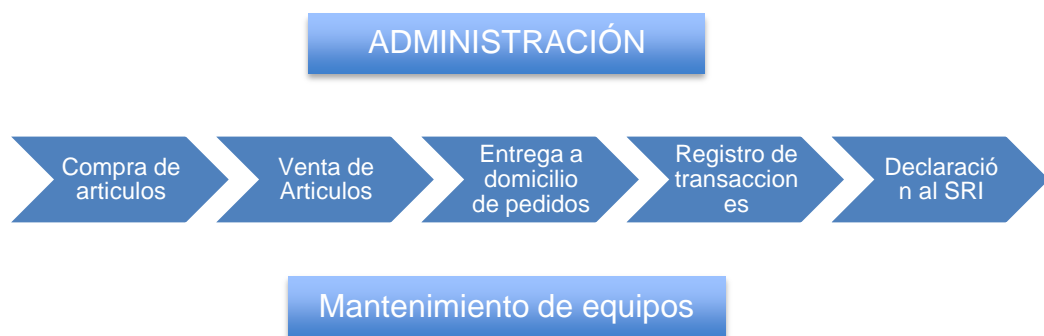 ADMINISTRACIÓN
Compra de
articulos
Venta de
Articulos
Entrega a
domicilio
de pedidos
Registro de
transaccion
es
Declaració
n al SRI
Mantenimiento de equipos